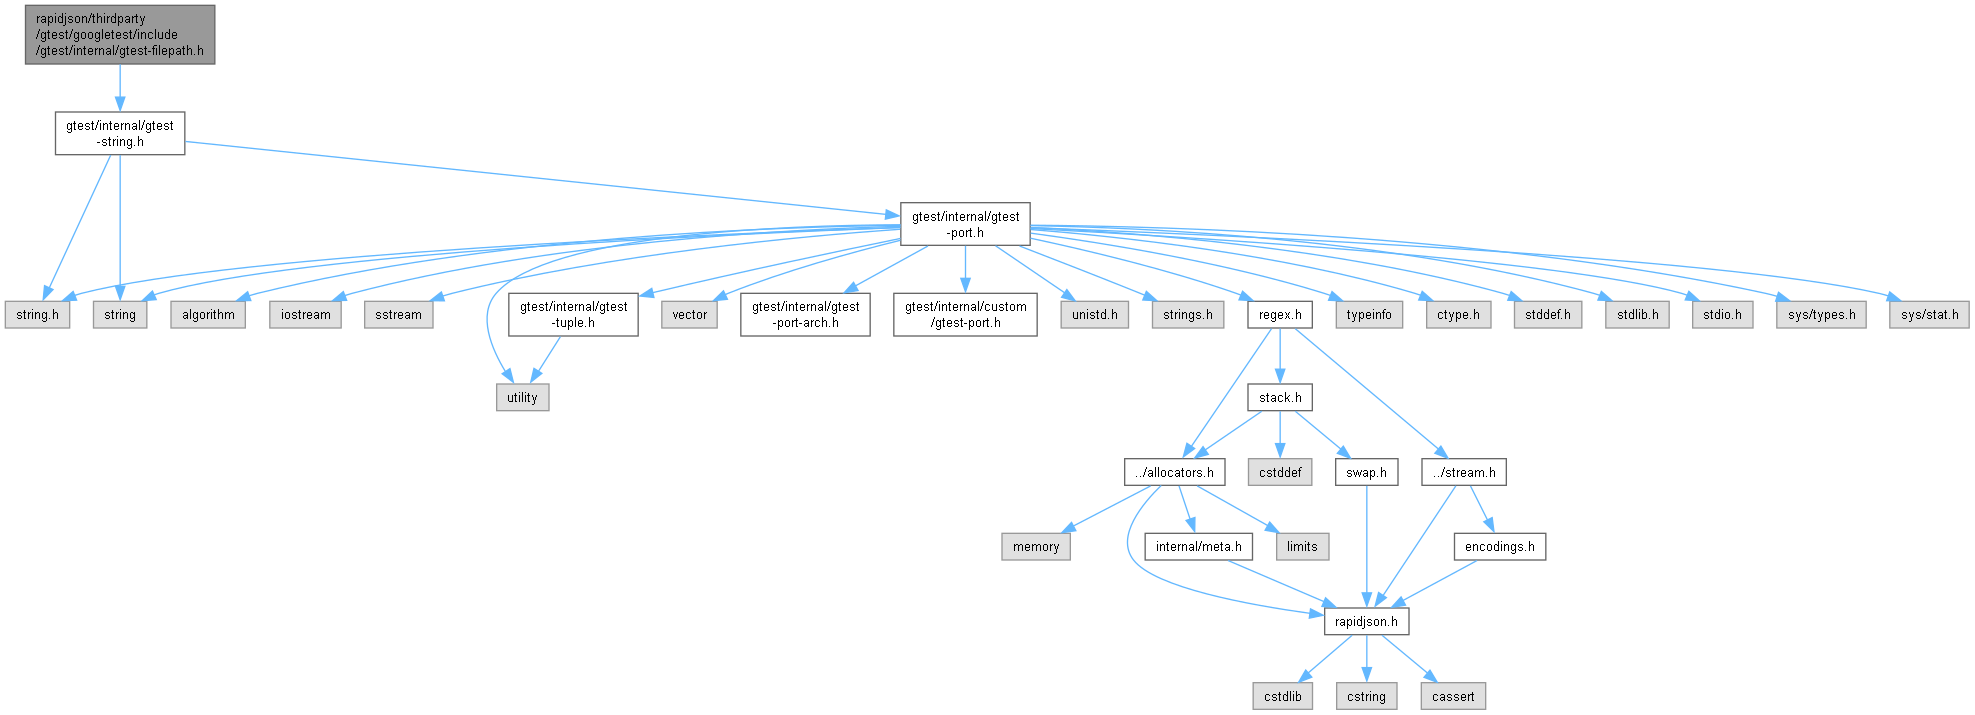 rapidjson/thirdparty
/gtest/googletest/include
/gtest/internal/gtest-filepath.h
gtest/internal/gtest
-string.h
gtest/internal/gtest
-port.h
string.h
string
algorithm
iostream
sstream
gtest/internal/gtest
-tuple.h
vector
gtest/internal/gtest
-port-arch.h
gtest/internal/custom
/gtest-port.h
unistd.h
strings.h
regex.h
typeinfo
ctype.h
stddef.h
stdlib.h
stdio.h
sys/types.h
sys/stat.h
utility
stack.h
../allocators.h
cstddef
swap.h
../stream.h
memory
internal/meta.h
limits
encodings.h
rapidjson.h
cstdlib
cstring
cassert